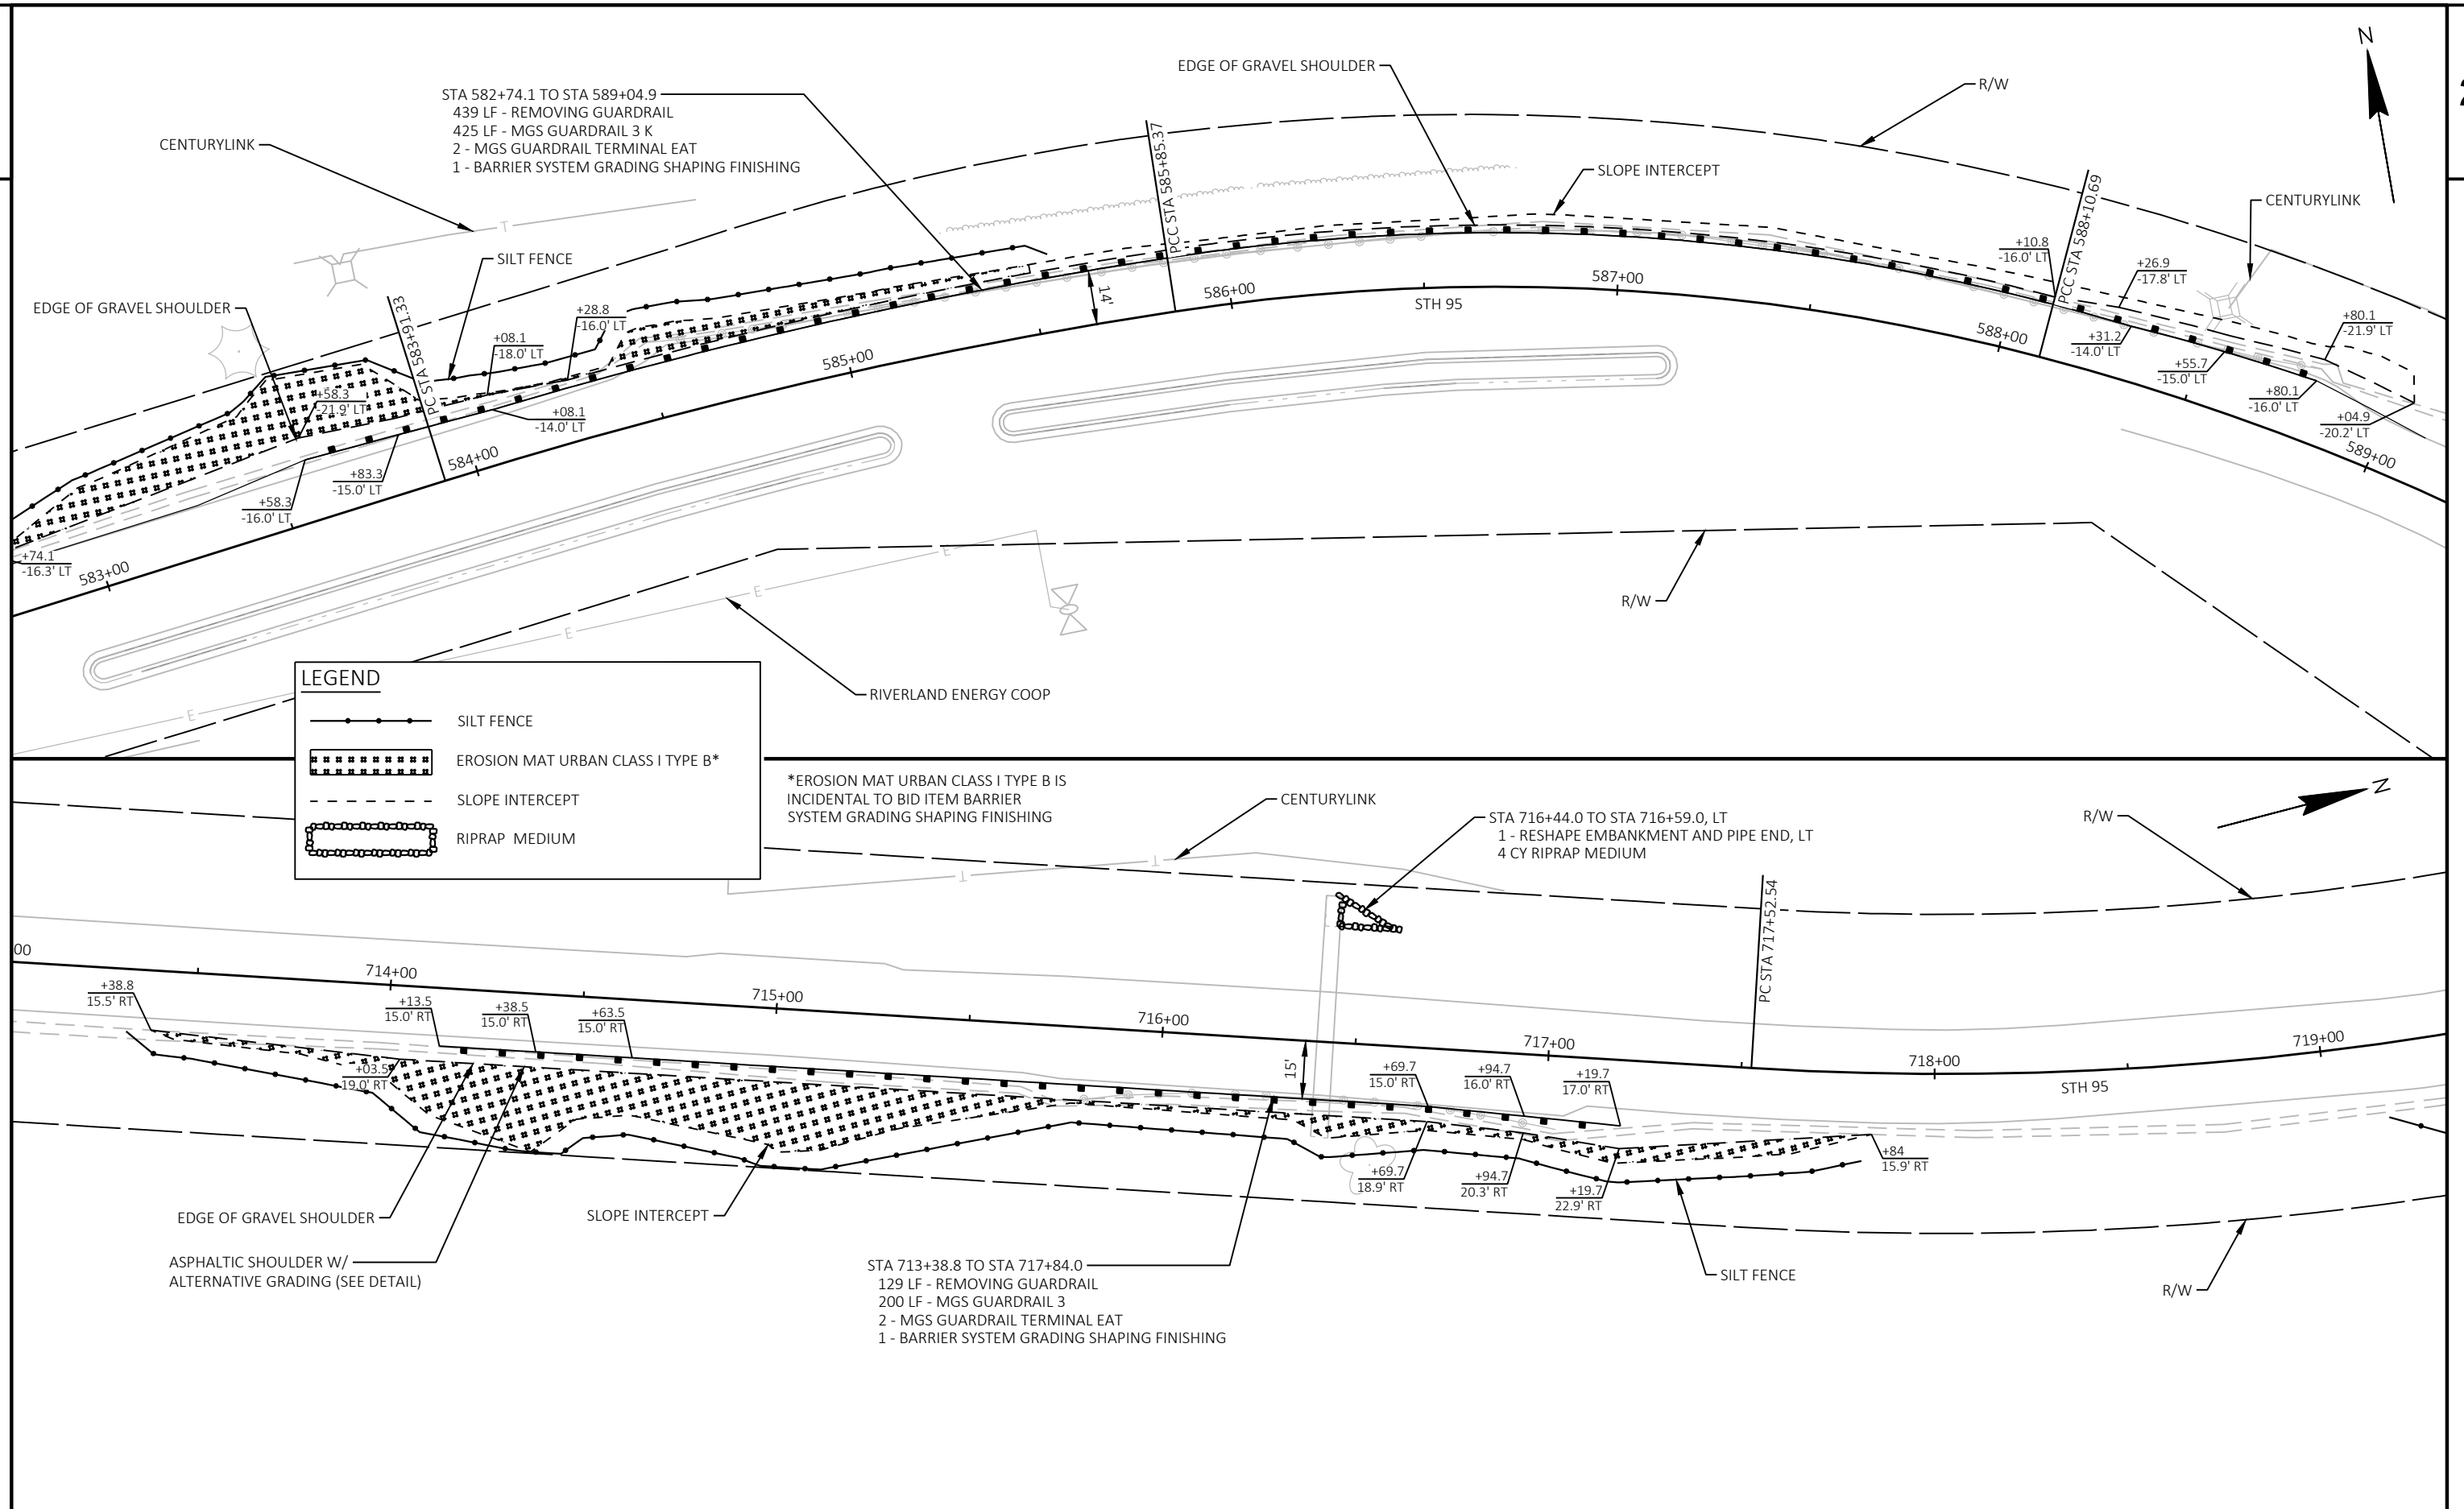 N
EDGE OF GRAVEL SHOULDER
R/W
STA 582+74.1 TO STA 589+04.9
439 LF - REMOVING GUARDRAIL
425 LF - MGS GUARDRAIL 3 K
2 - MGS GUARDRAIL TERMINAL EAT
1 - BARRIER SYSTEM GRADING SHAPING FINISHING
CENTURYLINK
PCC STA 585+85.37
SLOPE INTERCEPT
PCC STA 588+10.69
CENTURYLINK
T
SILT FENCE
+10.8
-16.0' LT
+26.9
-17.8' LT
EDGE OF GRAVEL SHOULDER
PC STA 583+91.33
+28.8
-16.0' LT
14'
586+00
587+00
STH 95
+80.1
-21.9' LT
+08.1
-18.0' LT
588+00
+31.2
-14.0' LT
585+00
+55.7
-15.0' LT
+58.3
-21.9' LT
+08.1
-14.0' LT
+80.1
-16.0' LT
+04.9
-20.2' LT
584+00
589+00
+83.3
-15.0' LT
+58.3
-16.0' LT
+74.1
-16.3' LT
583+00
E
E
E
E
R/W
RIVERLAND ENERGY COOP
LEGEND
SILT FENCE
EROSION MAT URBAN CLASS I TYPE B*
SLOPE INTERCEPT
RIPRAP MEDIUM
*EROSION MAT URBAN CLASS I TYPE B IS
INCIDENTAL TO BID ITEM BARRIER
SYSTEM GRADING SHAPING FINISHING
CENTURYLINK
STA 716+44.0 TO STA 716+59.0, LT
1 - RESHAPE EMBANKMENT AND PIPE END, LT
4 CY RIPRAP MEDIUM
R/W
N
T
T
PC STA 717+52.54
00
714+00
715+00
716+00
717+00
718+00
719+00
STH 95
+38.8
15.5' RT
+13.5
15.0' RT
+38.5
15.0' RT
+63.5
15.0' RT
15'
+69.7
15.0' RT
+94.7
16.0' RT
+19.7
17.0' RT
+03.5
19.0' RT
+69.7
18.9' RT
+94.7
20.3' RT
+19.7
22.9' RT
+84
15.9' RT
EDGE OF GRAVEL SHOULDER
SLOPE INTERCEPT
ASPHALTIC SHOULDER W/
ALTERNATIVE GRADING (SEE DETAIL)
STA 713+38.8 TO STA 717+84.0
129 LF - REMOVING GUARDRAIL
200 LF - MGS GUARDRAIL 3
2 - MGS GUARDRAIL TERMINAL EAT
1 - BARRIER SYSTEM GRADING SHAPING FINISHING
SILT FENCE
R/W